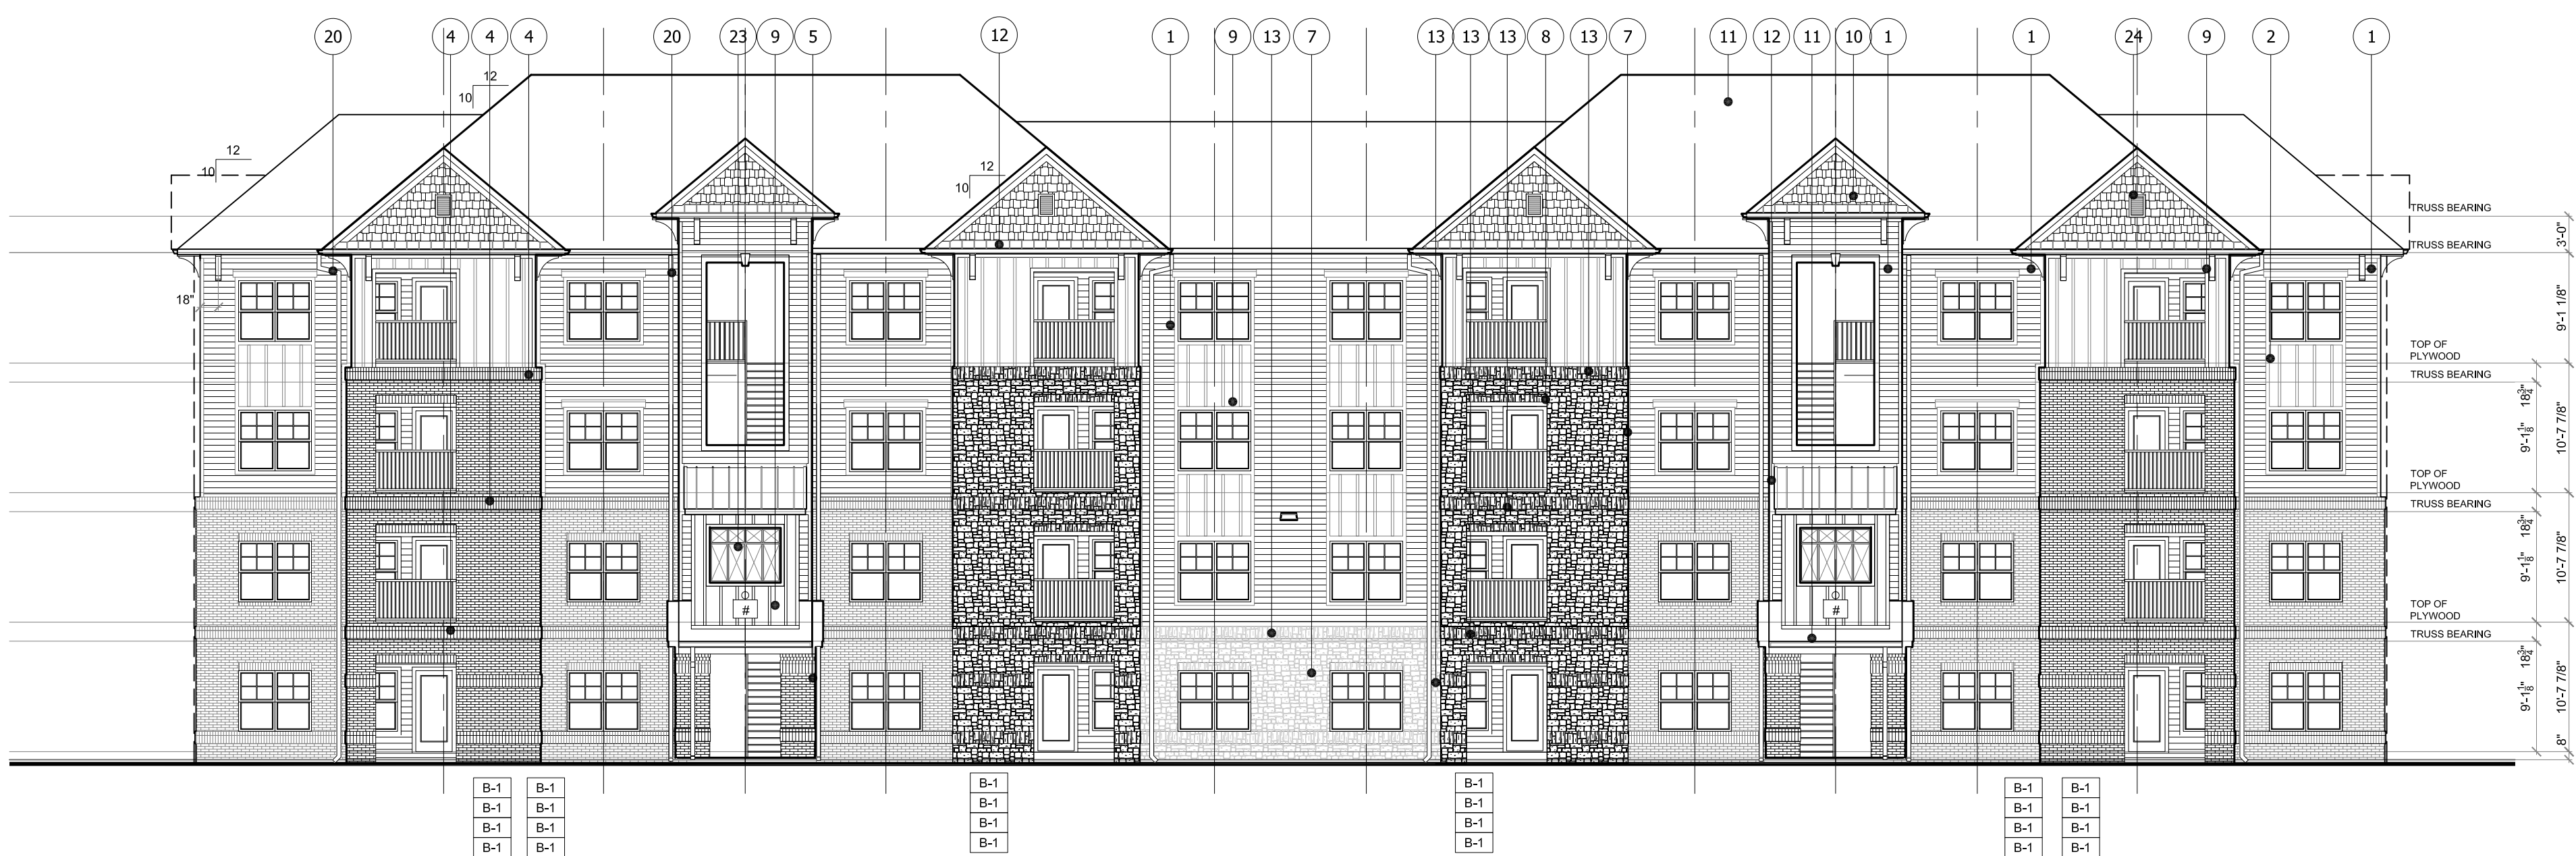 20 4 4 4 20 23 9 5 12 1 9 13 7 13 13 13 8 13 7 11 12 11 10 1 1 24 9 2 1
12
10
12
10
12
10
18"
#
#
TRUSS BEARING
TRUSS BEARING
3'-0"
9'-1 1/8"
TOP OF
PLYWOOD
TRUSS BEARING
18¾"
9'-1⅛"
10'-7 7/8"
TOP OF
PLYWOOD
TRUSS BEARING
18¾"
9'-1⅛"
10'-7 7/8"
TOP OF
PLYWOOD
TRUSS BEARING
18¾"
9'-1⅛"
10'-7 7/8"
8"
B-1 B-1
B-1 B-1
B-1 B-1
B-1 B-1
B-1
B-1
B-1
B-1
B-1
B-1
B-1
B-1
B-1 B-1
B-1 B-1
B-1 B-1
B-1 B-1